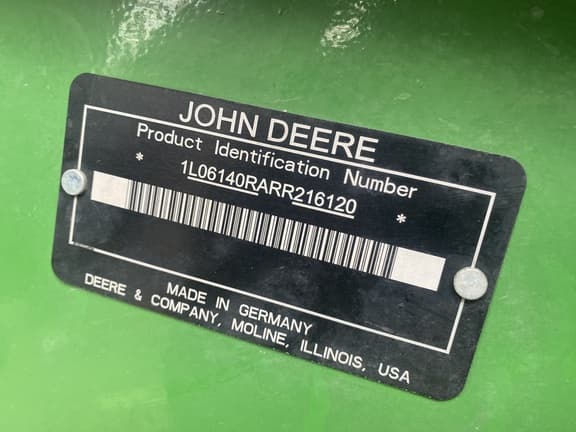 JOHN DEERE
Product Identification Number
* 1L06140RARR216120 *
MADE IN GERMANY
DEERE & COMPANY, MOLINE, ILLINOIS, USA